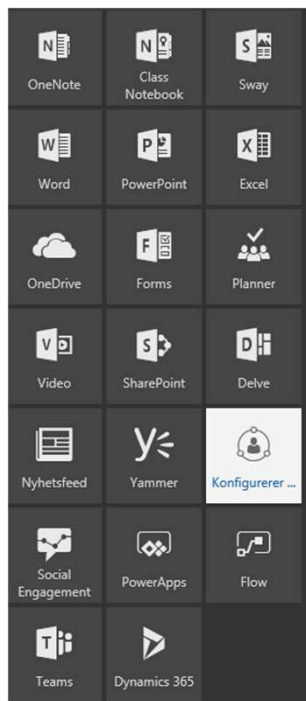 OneNote
Class
Notebook
Sway
Word
PowerPoint
Excel
OneDrive
Forms
Planner
Video
SharePoint
Delve
Nyhetsfeed
Yammer
Konfigurerer ...
Social
Engagement
PowerApps
Flow
Teams
Dynamics 365